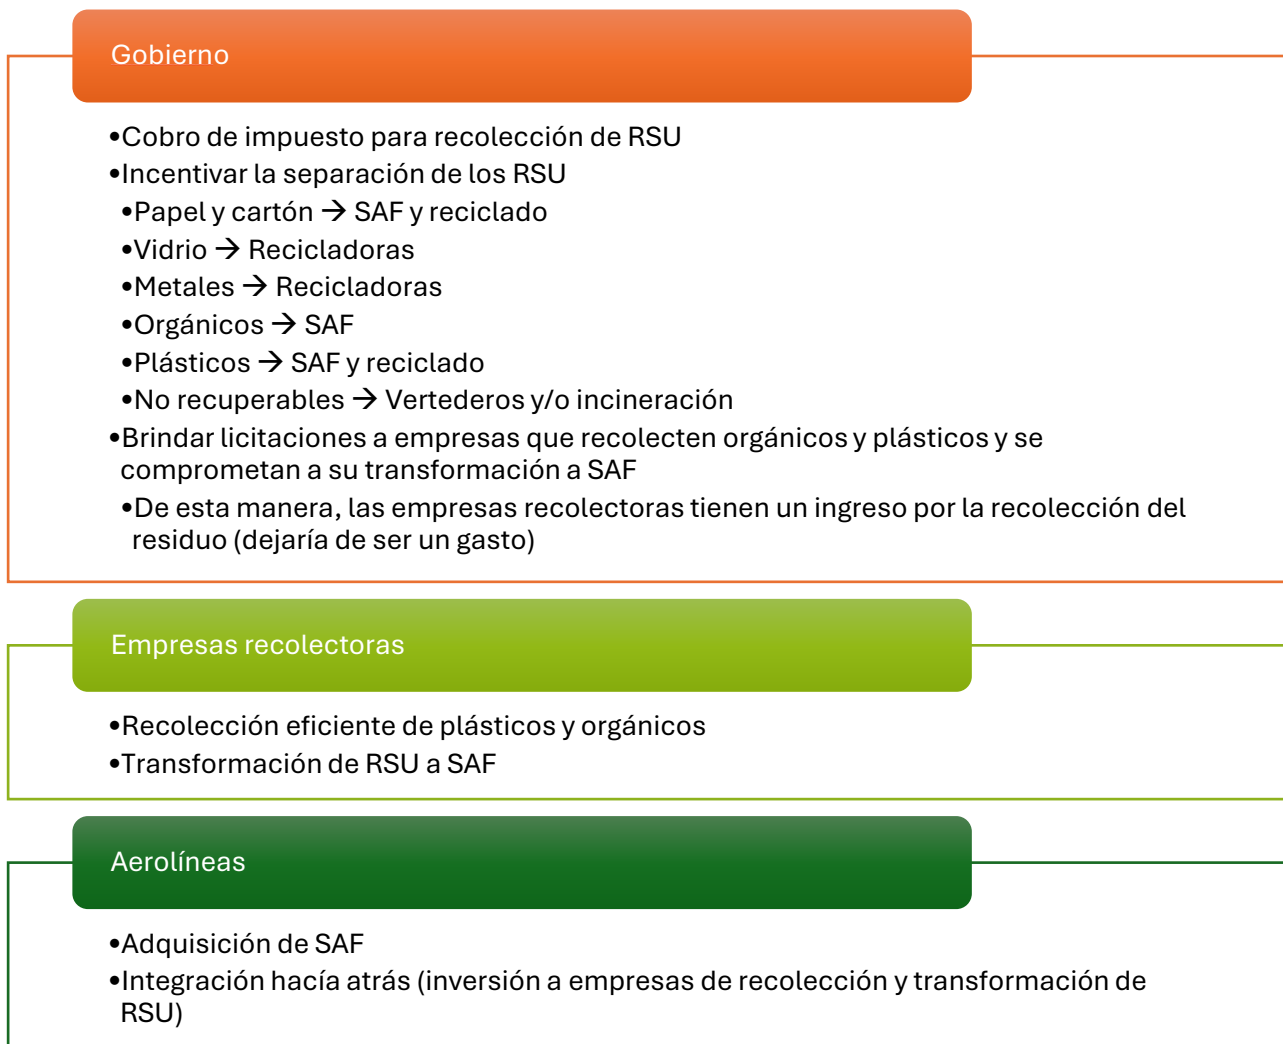 Gobierno
•Cobro de impuesto para recolección de RSU
•Incentivar la separación de los RSU
•Papel y cartón → SAF y reciclado
•Vidrio → Recicladoras
•Metales → Recicladoras
•Orgánicos → SAF
•Plásticos → SAF y reciclado
•No recuperables → Vertederos y/o incineración
•Brindar licitaciones a empresas que recolecten orgánicos y plásticos y se
comprometan a su transformación a SAF
•De esta manera, las empresas recolectoras tienen un ingreso por la recolección del
residuo (dejaría de ser un gasto)
Empresas recolectoras
•Recolección eficiente de plásticos y orgánicos
•Transformación de RSU a SAF
Aerolíneas
•Adquisición de SAF
•Integración hacía atrás (inversión a empresas de recolección y transformación de
RSU)